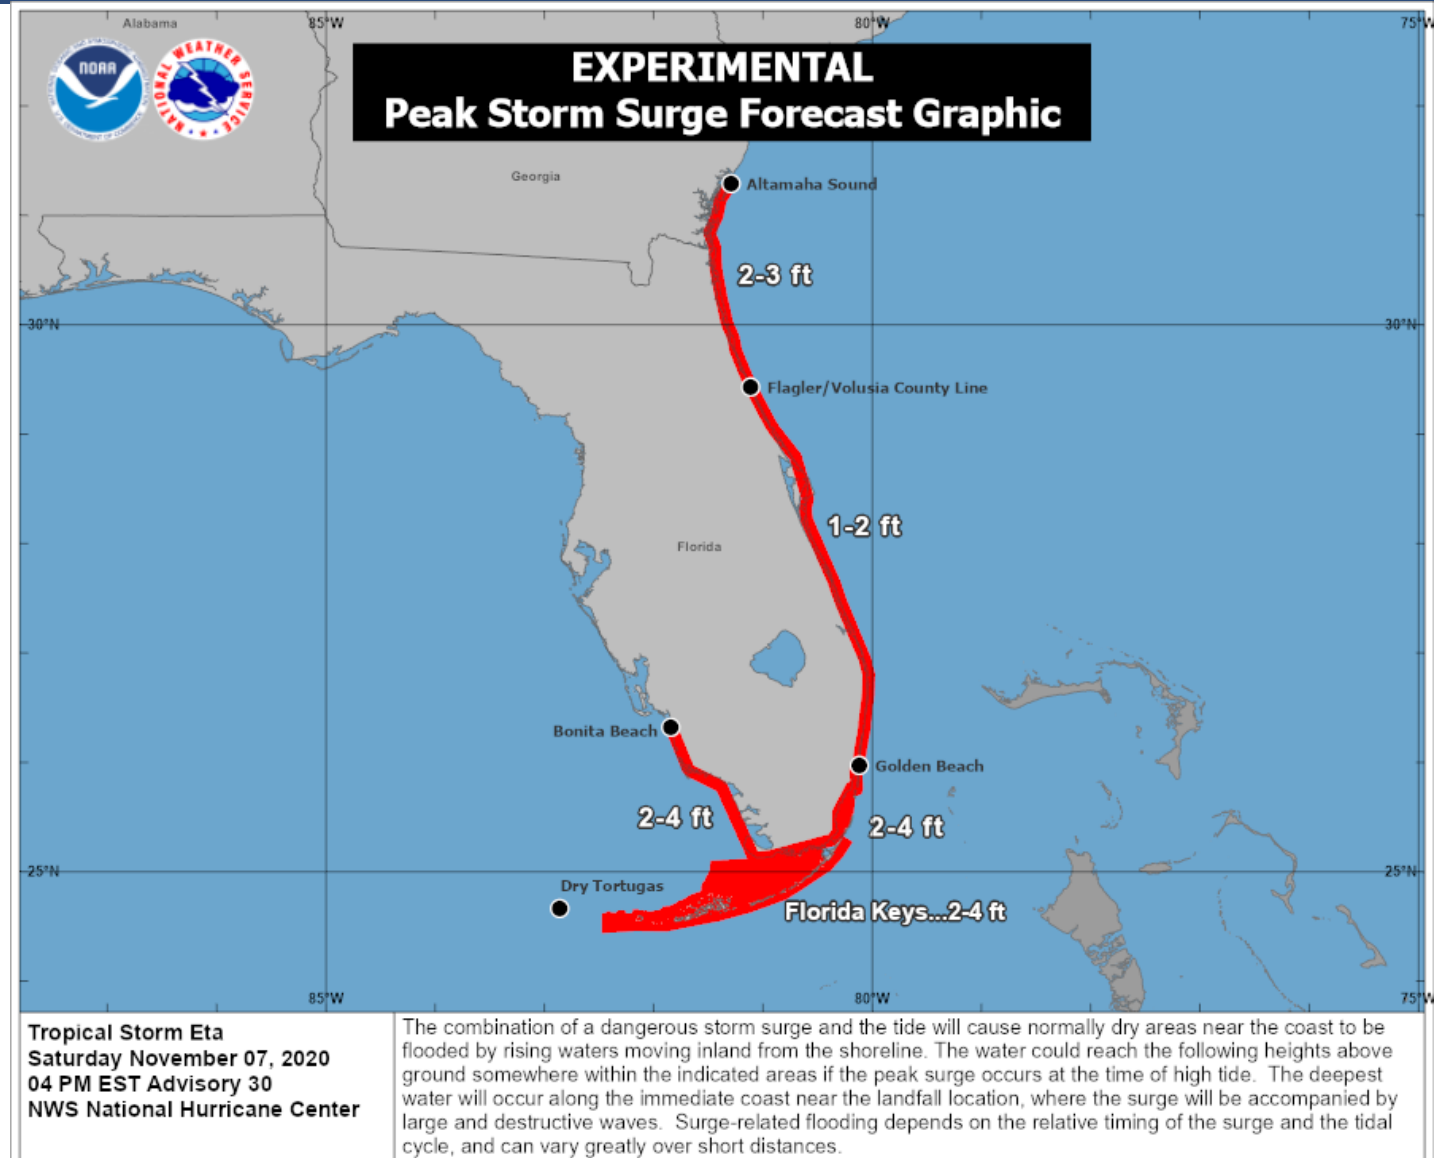 Alabama
85°W
80°W
75°W
NOAA
NATIONAL WEATHER SERVICE
EXPERIMENTAL
Peak Storm Surge Forecast Graphic
Georgia
Altamaha Sound
2-3 ft
30°N
30°N
Flagler/Volusia County Line
1-2 ft
Florida
Bonita Beach
Golden Beach
2-4 ft
2-4 ft
25°N
25°N
Dry Tortugas
Florida Keys...2-4 ft
85°W
80°W
75°W
Tropical Storm Eta
Saturday November 07, 2020
04 PM EST Advisory 30
NWS National Hurricane Center
The combination of a dangerous storm surge and the tide will cause normally dry areas near the coast to be
flooded by rising waters moving inland from the shoreline. The water could reach the following heights above
ground somewhere within the indicated areas if the peak surge occurs at the time of high tide. The deepest
water will occur along the immediate coast near the landfall location, where the surge will be accompanied by
large and destructive waves. Surge-related flooding depends on the relative timing of the surge and the tidal
cycle, and can vary greatly over short distances.